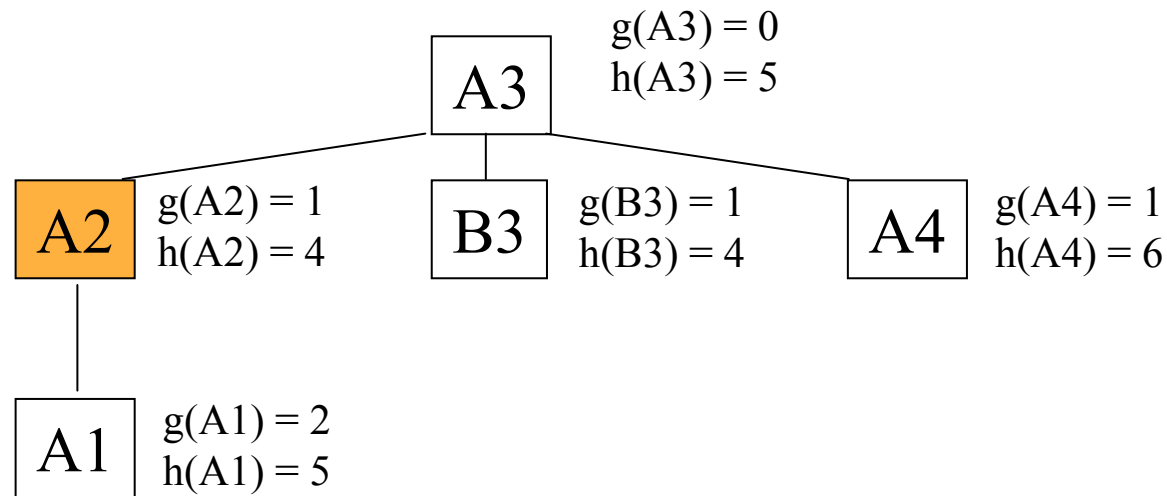 A3
g(A3) = 0
h(A3) = 5
A2
g(A2) = 1
h(A2) = 4
B3
g(B3) = 1
h(B3) = 4
A4
g(A4) = 1
h(A4) = 6
A1
g(A1) = 2
h(A1) = 5